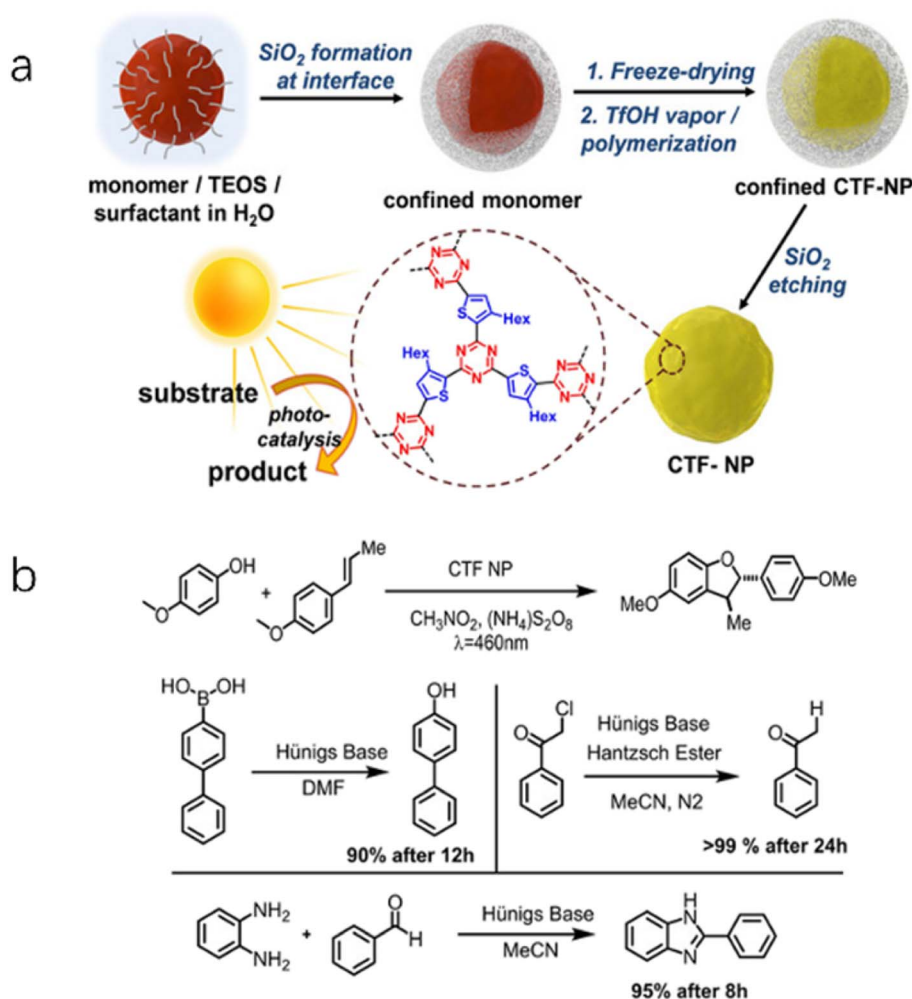 a
SiO2 formation
at interface
1. Freeze-drying
2. TfOH vapor /
polymerization
monomer / TEOS /
surfactant in H2O
confined monomer
confined CTF-NP
SiO2
etching
N N
N
S
Hex
Hex
N N
N
S
S
Hex
N N
N
N N
N
substrate
photo-
catalysis
product
CTF- NP
b
OH
O
+
Me
O
CTF NP
CH3NO2, (NH4)S2O8
λ=460nm
O
OMe
MeO
Me
HO OH
B
Hünigs Base
DMF
OH
90% after 12h
Cl
O
Hünigs Base
Hantzsch Ester
MeCN, N2
H
O
>99 % after 24h
NH2
NH2
+
O
H
Hünigs Base
MeCN
H
N
N
95% after 8h